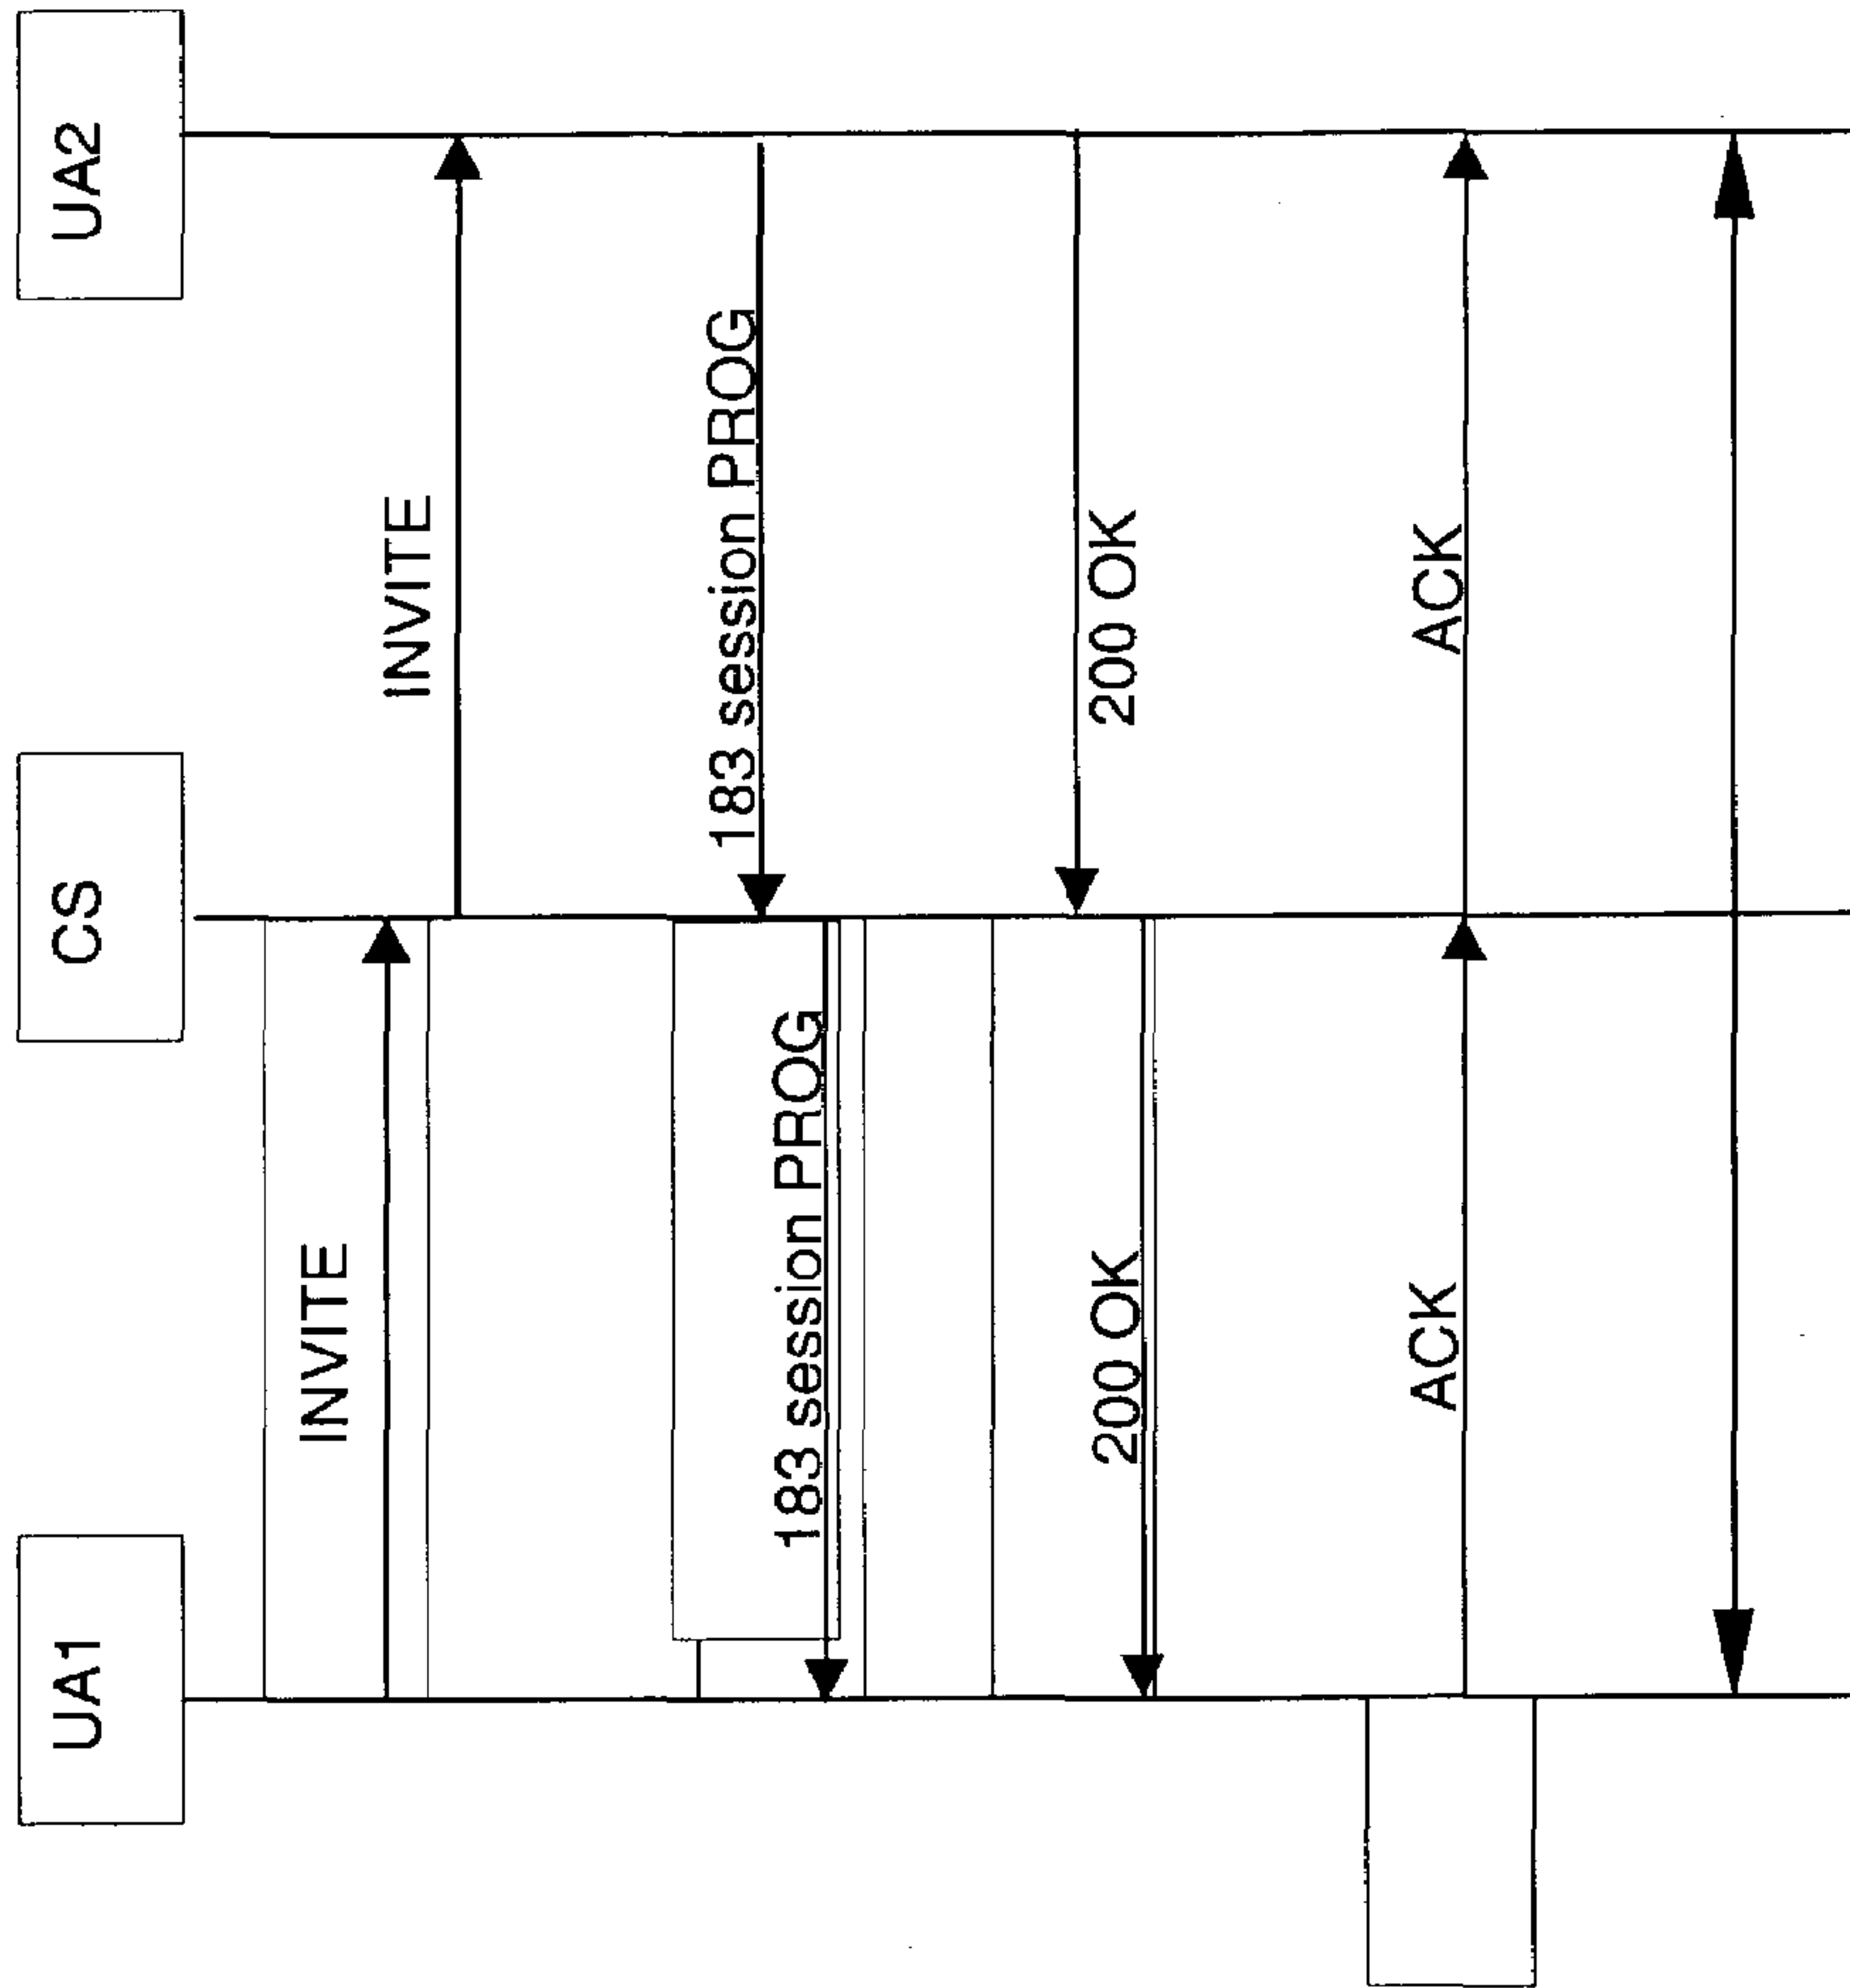 UA1
CS
UA2
INVITE
INVITE
183 session PROG
183 session PROG
200 OK
200 OK
ACK
ACK